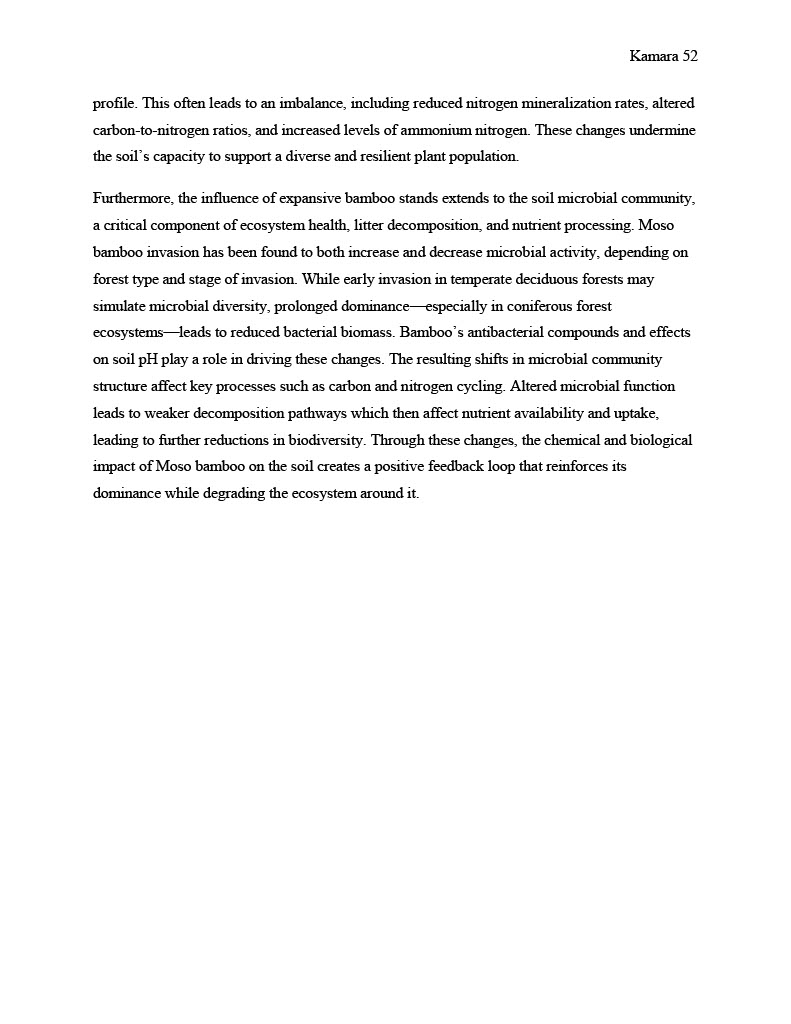 Kamara 52
profile. This often leads to an imbalance, including reduced nitrogen mineralization rates, altered
carbon-to-nitrogen ratios, and increased levels of ammonium nitrogen. These changes undermine
the soil’s capacity to support a diverse and resilient plant population.
Furthermore, the influence of expansive bamboo stands extends to the soil microbial community,
a critical component of ecosystem health, litter decomposition, and nutrient processing. Moso
bamboo invasion has been found to both increase and decrease microbial activity, depending on
forest type and stage of invasion. While early invasion in temperate deciduous forests may
simulate microbial diversity, prolonged dominance—especially in coniferous forest
ecosystems—leads to reduced bacterial biomass. Bamboo’s antibacterial compounds and effects
on soil pH play a role in driving these changes. The resulting shifts in microbial community
structure affect key processes such as carbon and nitrogen cycling. Altered microbial function
leads to weaker decomposition pathways which then affect nutrient availability and uptake,
leading to further reductions in biodiversity. Through these changes, the chemical and biological
impact of Moso bamboo on the soil creates a positive feedback loop that reinforces its
dominance while degrading the ecosystem around it.